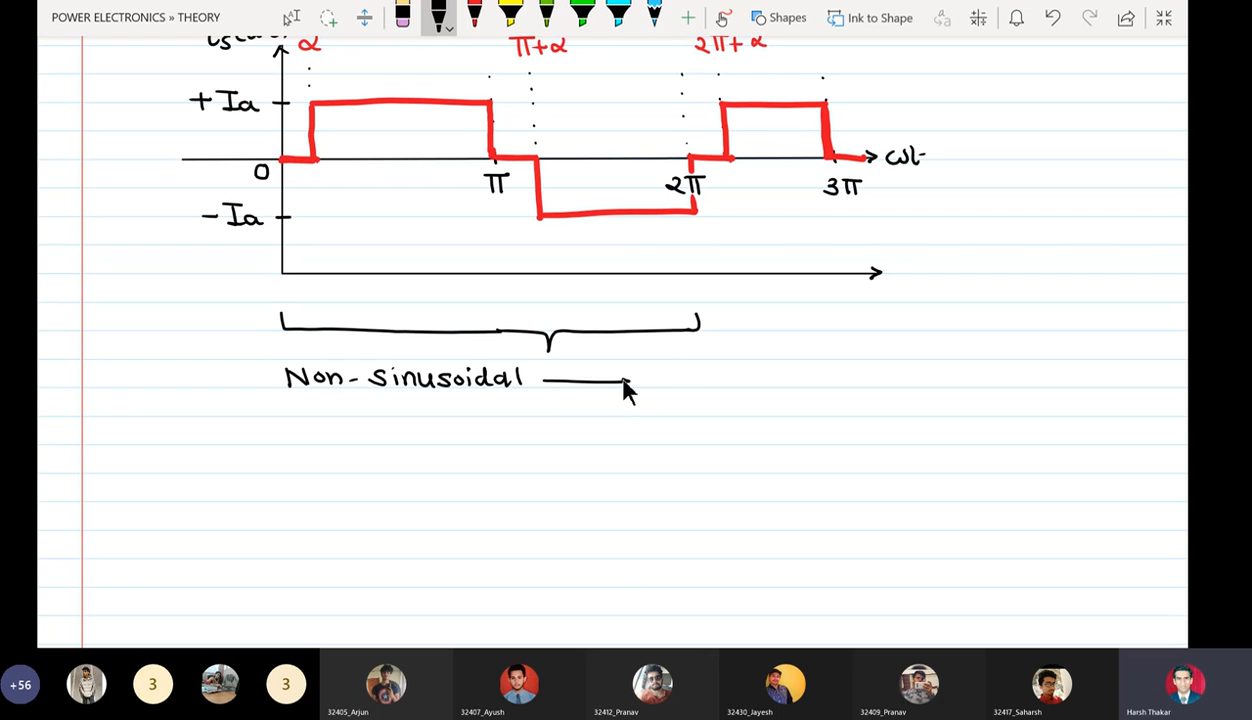 POWER ELECTRONICS » THEORY
Shapes
Ink to Shape
α π+α 2π+α
+Ia
0 π 2π 3π ωt
-Ia
Non-sinusoidal
+56
3
3
32405_Arjun
32407_Ayush
32412_Pranav
32430_Jayesh
32409_Pranav
32417_Saharsh
Harsh Thakar